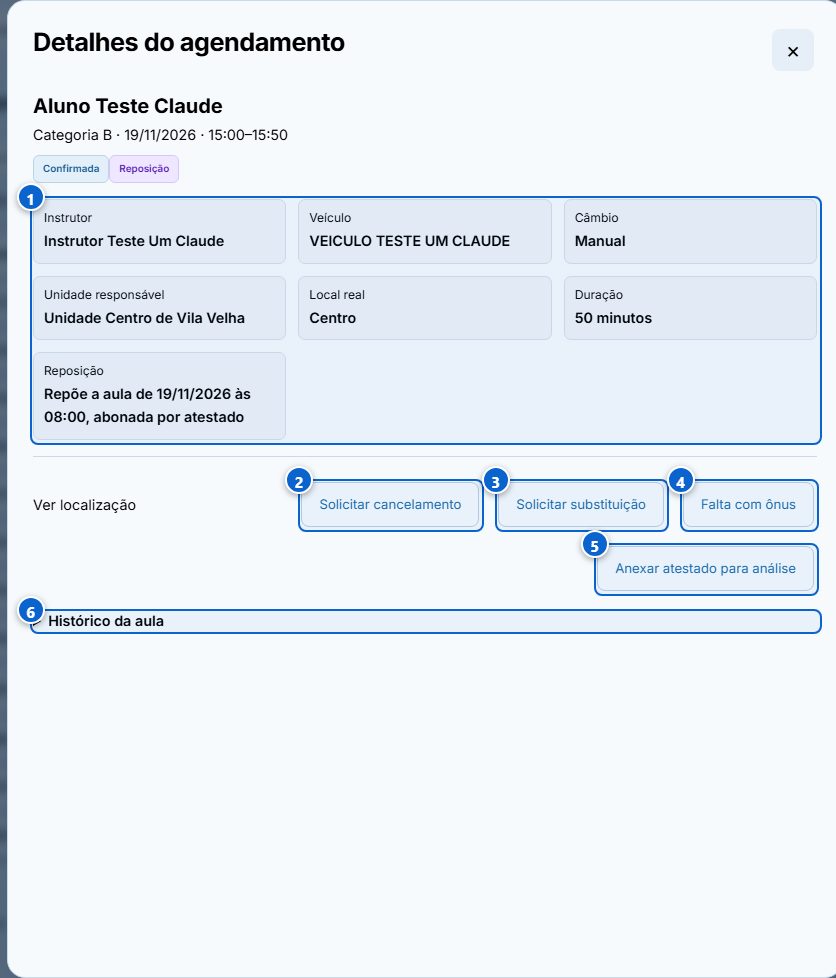 Detalhes do agendamento
×
Aluno Teste Claude
Categoria B · 19/11/2026 · 15:00–15:50
Confirmada
Reposição
1
Instrutor
Instrutor Teste Um Claude
Veículo
VEICULO TESTE UM CLAUDE
Câmbio
Manual
Unidade responsável
Unidade Centro de Vila Velha
Local real
Centro
Duração
50 minutos
Reposição
Repõe a aula de 19/11/2026 às
08:00, abonada por atestado
Ver localização
2
Solicitar cancelamento
3
Solicitar substituição
4
Falta com ônus
5
Anexar atestado para análise
6
Histórico da aula